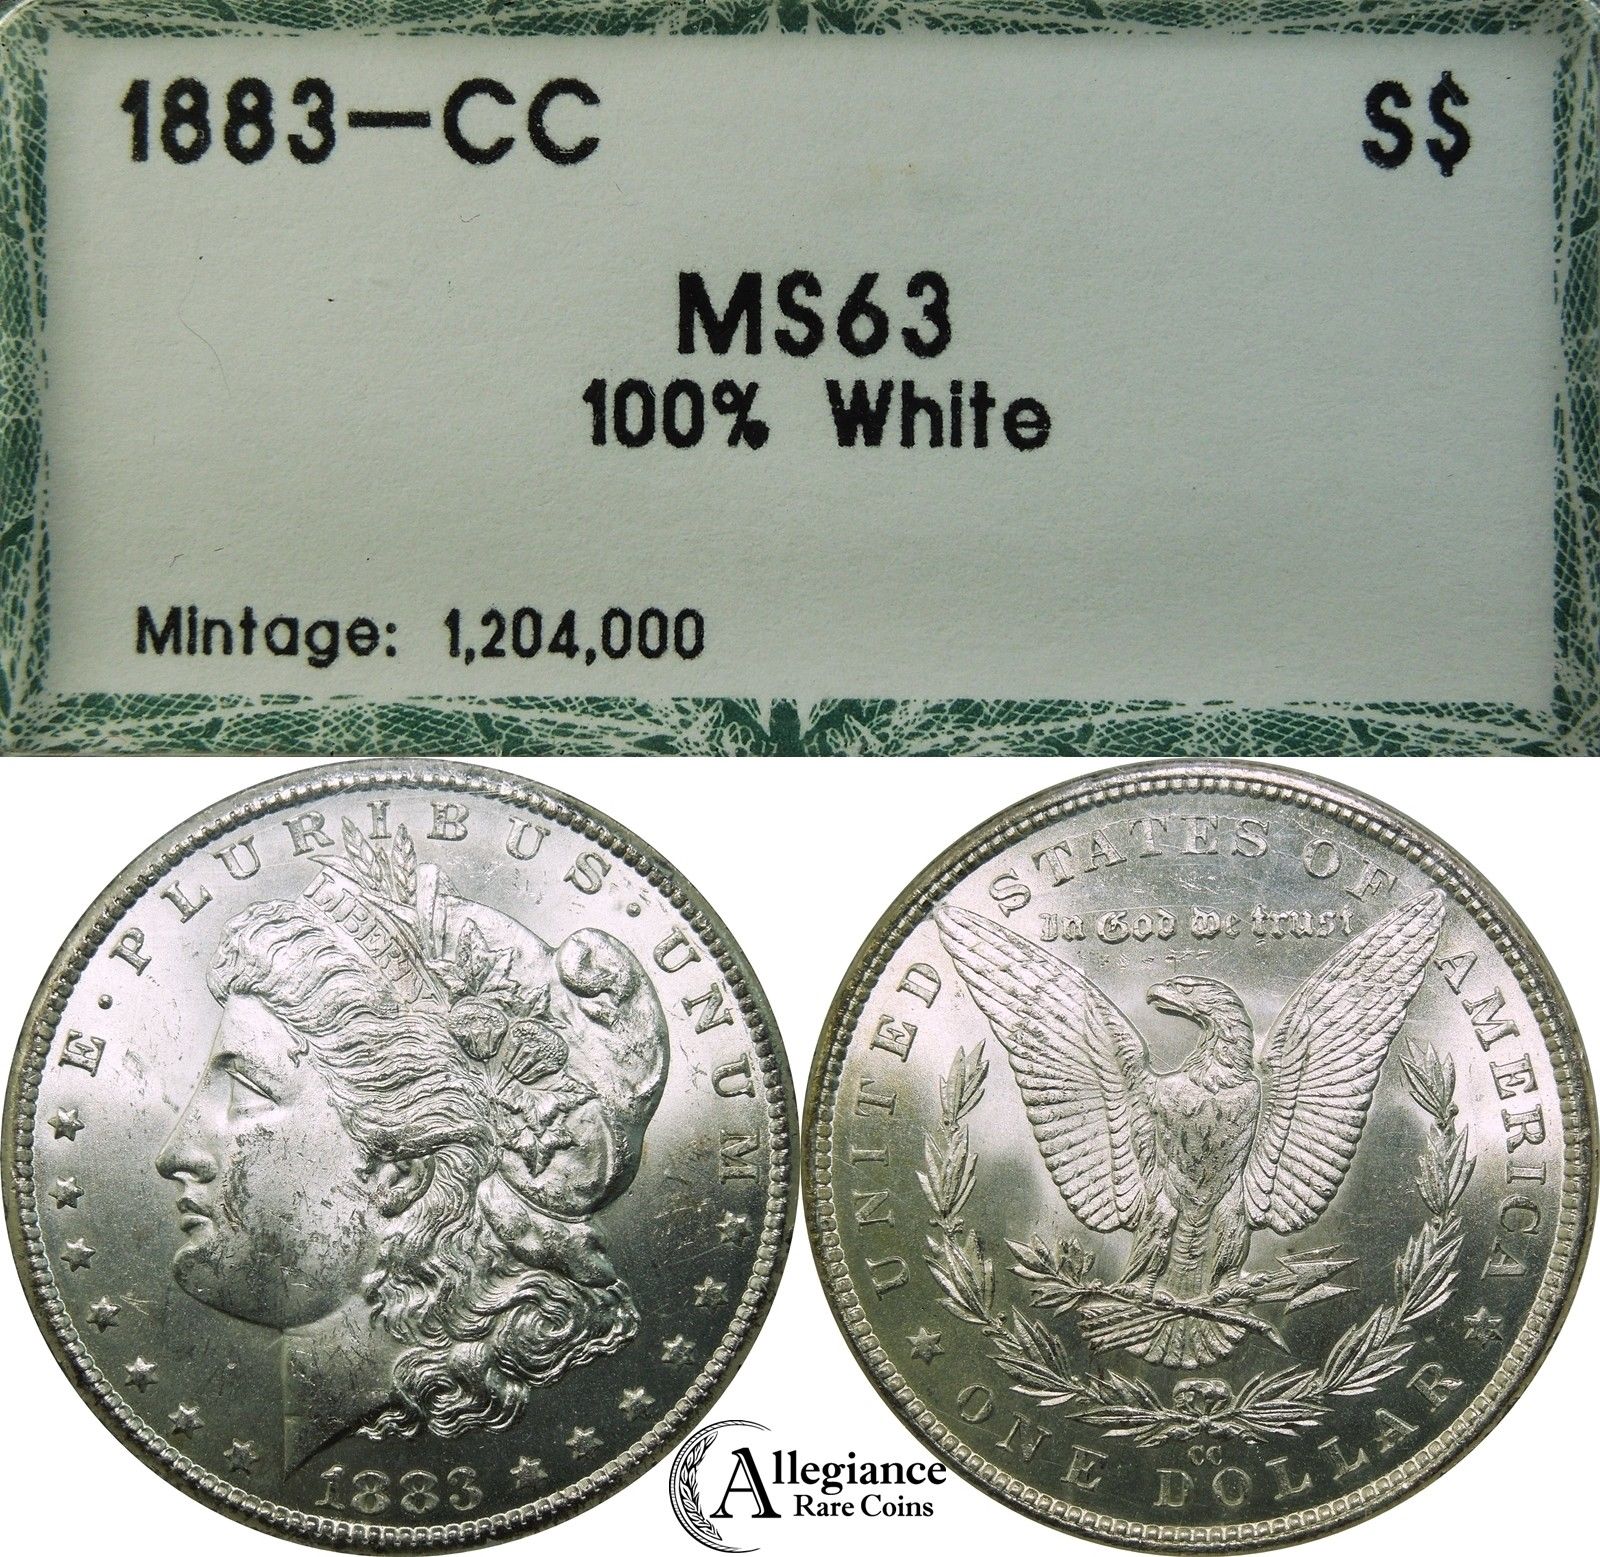 1883-CC S$
MS63
100% White
Mintage: 1,204,000
E · PLURIBUS · UNUM
LIBERTY
1883
UNITED STATES OF AMERICA
In God we trust
CC
ONE DOLLAR
Allegiance
RARE COINS